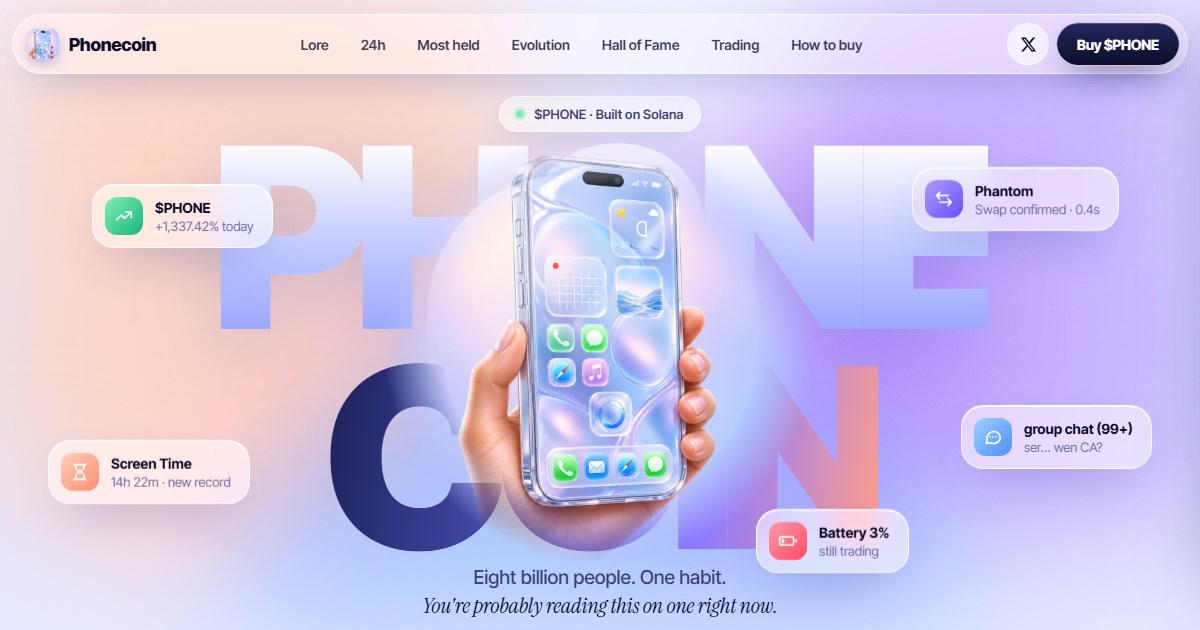 Phonecoin
Lore
24h
Most held
Evolution
Hall of Fame
Trading
How to buy
Buy $PHONE
$PHONE · Built on Solana
PHONE
COIN
$PHONE
+1,337.42% today
Phantom
Swap confirmed · 0.4s
group chat (99+)
ser... wen CA?
Screen Time
14h 22m · new record
Battery 3%
still trading
Eight billion people. One habit.
You're probably reading this on one right now.